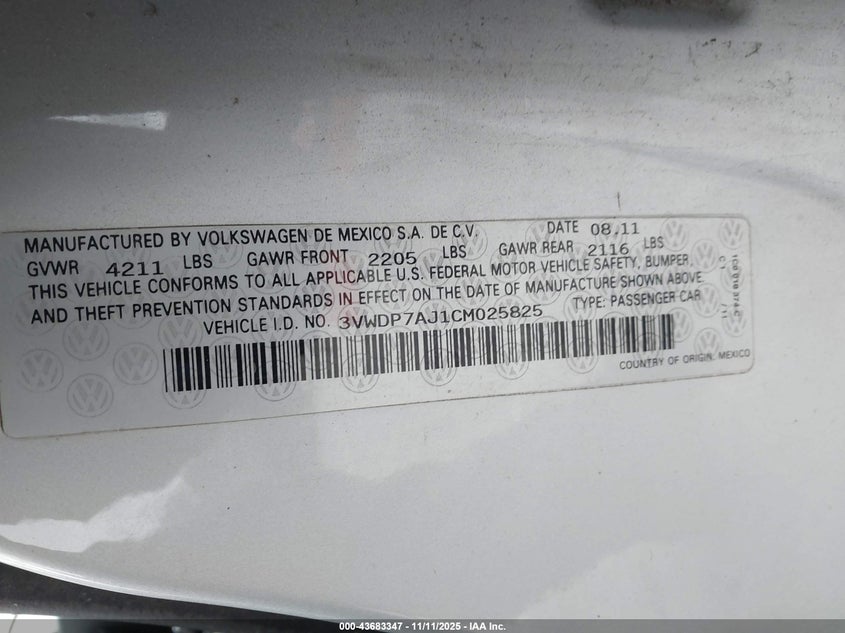 MANUFACTURED BY VOLKSWAGEN DE MEXICO S.A. DE C.V. DATE 08.11
GVWR 4211 LBS GAWR FRONT 2205 LBS GAWR REAR 2116 LBS
THIS VEHICLE CONFORMS TO ALL APPLICABLE U.S. FEDERAL MOTOR VEHICLE SAFETY, BUMPER,
AND THEFT PREVENTION STANDARDS IN EFFECT ON THE DATE OF MANUFACTURE SHOWN ABOVE.
VEHICLE I.D. NO. 3VWDP7AJ1CM025825 TYPE: PASSENGER CAR
COUNTRY OF ORIGIN: MEXICO
000-43683347 - 11/11/2025 - IAA Inc.